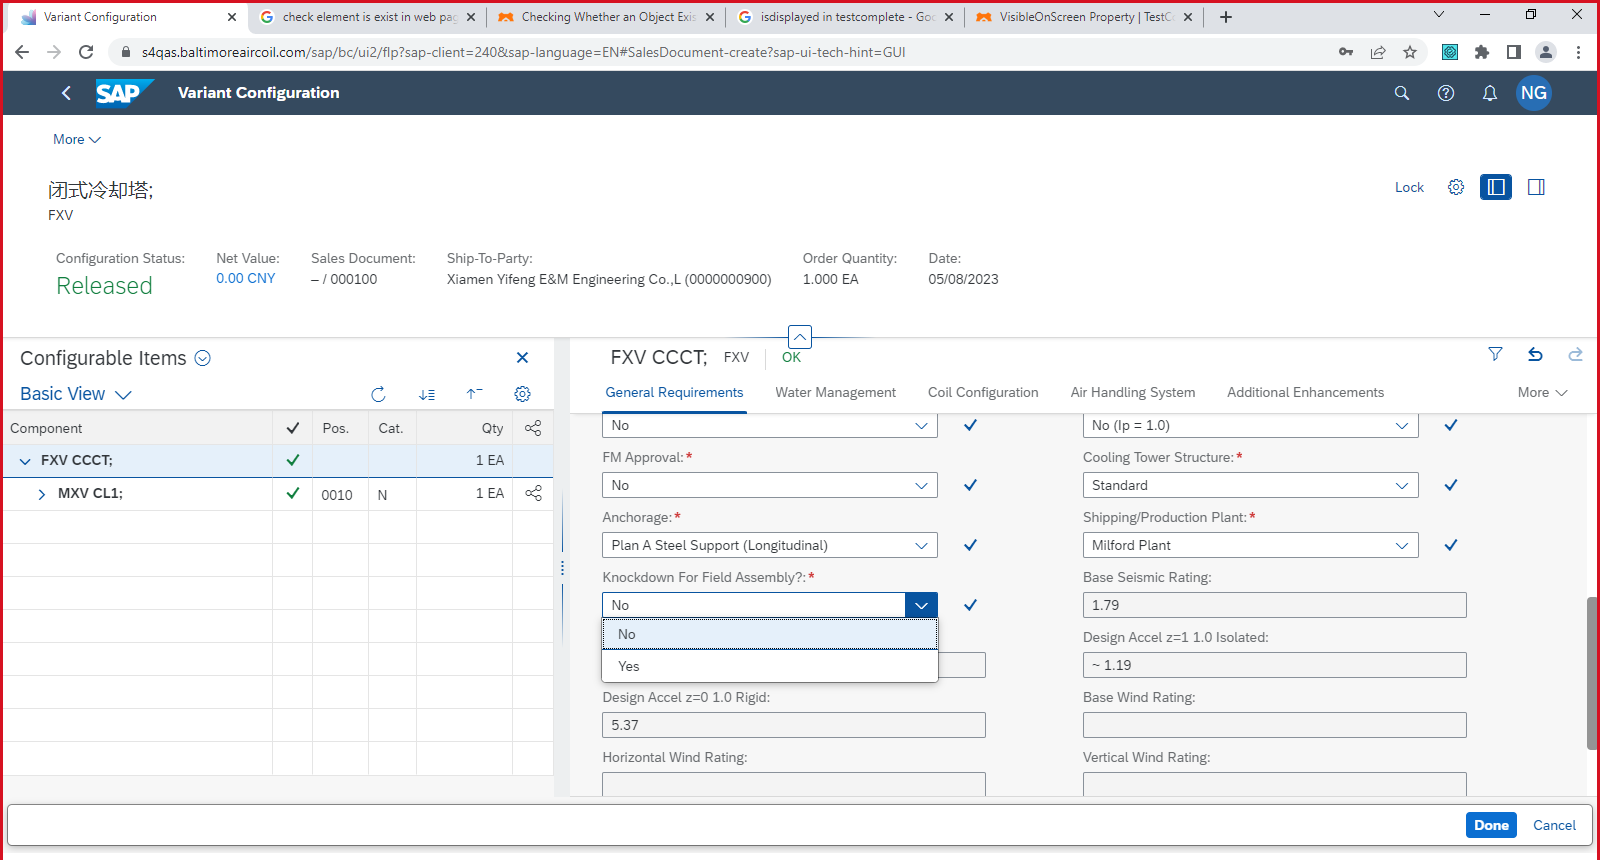 Variant Configuration
check element is exist in web pag
Checking Whether an Object Exis
isdisplayed in testcomplete - Goo
VisibleOnScreen Property | TestCo
s4qas.baltimoreaircoil.com/sap/bc/ui2/flp?sap-client=240&sap-language=EN#SalesDocument-create?sap-ui-tech-hint=GUI
SAP
Variant Configuration
NG
More
闭式冷却塔;
FXV
Lock
Configuration Status:
Released
Net Value:
0.00 CNY
Sales Document:
– / 000100
Ship-To-Party:
Xiamen Yifeng E&M Engineering Co.,L (0000000900)
Order Quantity:
1.000 EA
Date:
05/08/2023
Configurable Items
Basic View
Component
Pos.
Cat.
Qty
FXV CCCT;
1 EA
MXV CL1;
0010
N
1 EA
FXV CCCT;
FXV
OK
General Requirements
Water Management
Coil Configuration
Air Handling System
Additional Enhancements
More
No
No (Ip = 1.0)
FM Approval:*
No
Cooling Tower Structure:*
Standard
Anchorage:*
Plan A Steel Support (Longitudinal)
Shipping/Production Plant:*
Milford Plant
Knockdown For Field Assembly?:*
No
No
Yes
Base Seismic Rating:
1.79
Design Accel z=1 1.0 Isolated:
~ 1.19
Design Accel z=0 1.0 Rigid:
5.37
Base Wind Rating:
Horizontal Wind Rating:
Vertical Wind Rating:
Done
Cancel